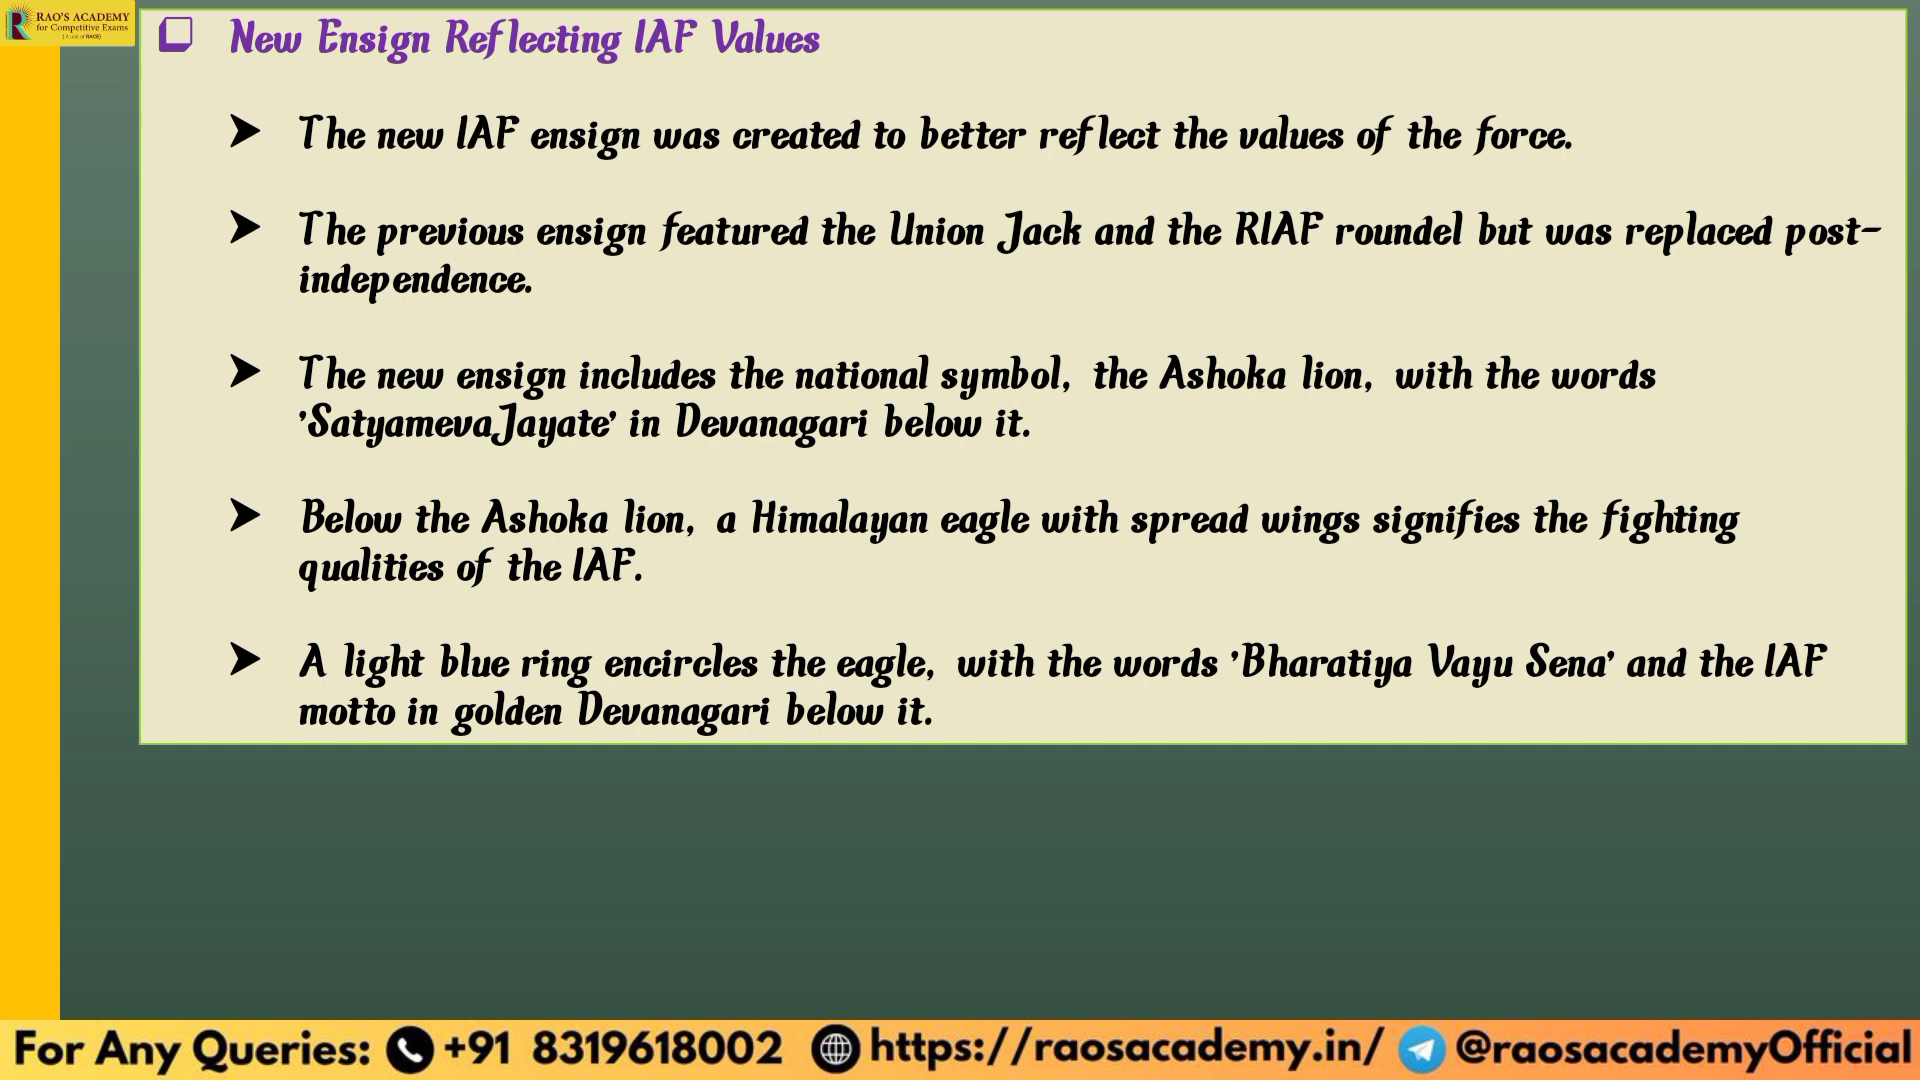 RAO'S ACADEMY
for Competitive Exams
(A unit of RACE)
New Ensign Reflecting IAF Values
The new IAF ensign was created to better reflect the values of the force.
The previous ensign featured the Union Jack and the RIAF roundel but was replaced post-
independence.
The new ensign includes the national symbol, the Ashoka lion, with the words
'SatyamevaJayate' in Devanagari below it.
Below the Ashoka lion, a Himalayan eagle with spread wings signifies the fighting
qualities of the IAF.
A light blue ring encircles the eagle, with the words 'Bharatiya Vayu Sena' and the IAF
motto in golden Devanagari below it.
For Any Queries: +91 8319618002 https://raosacademy.in/ @raosacademyOfficial